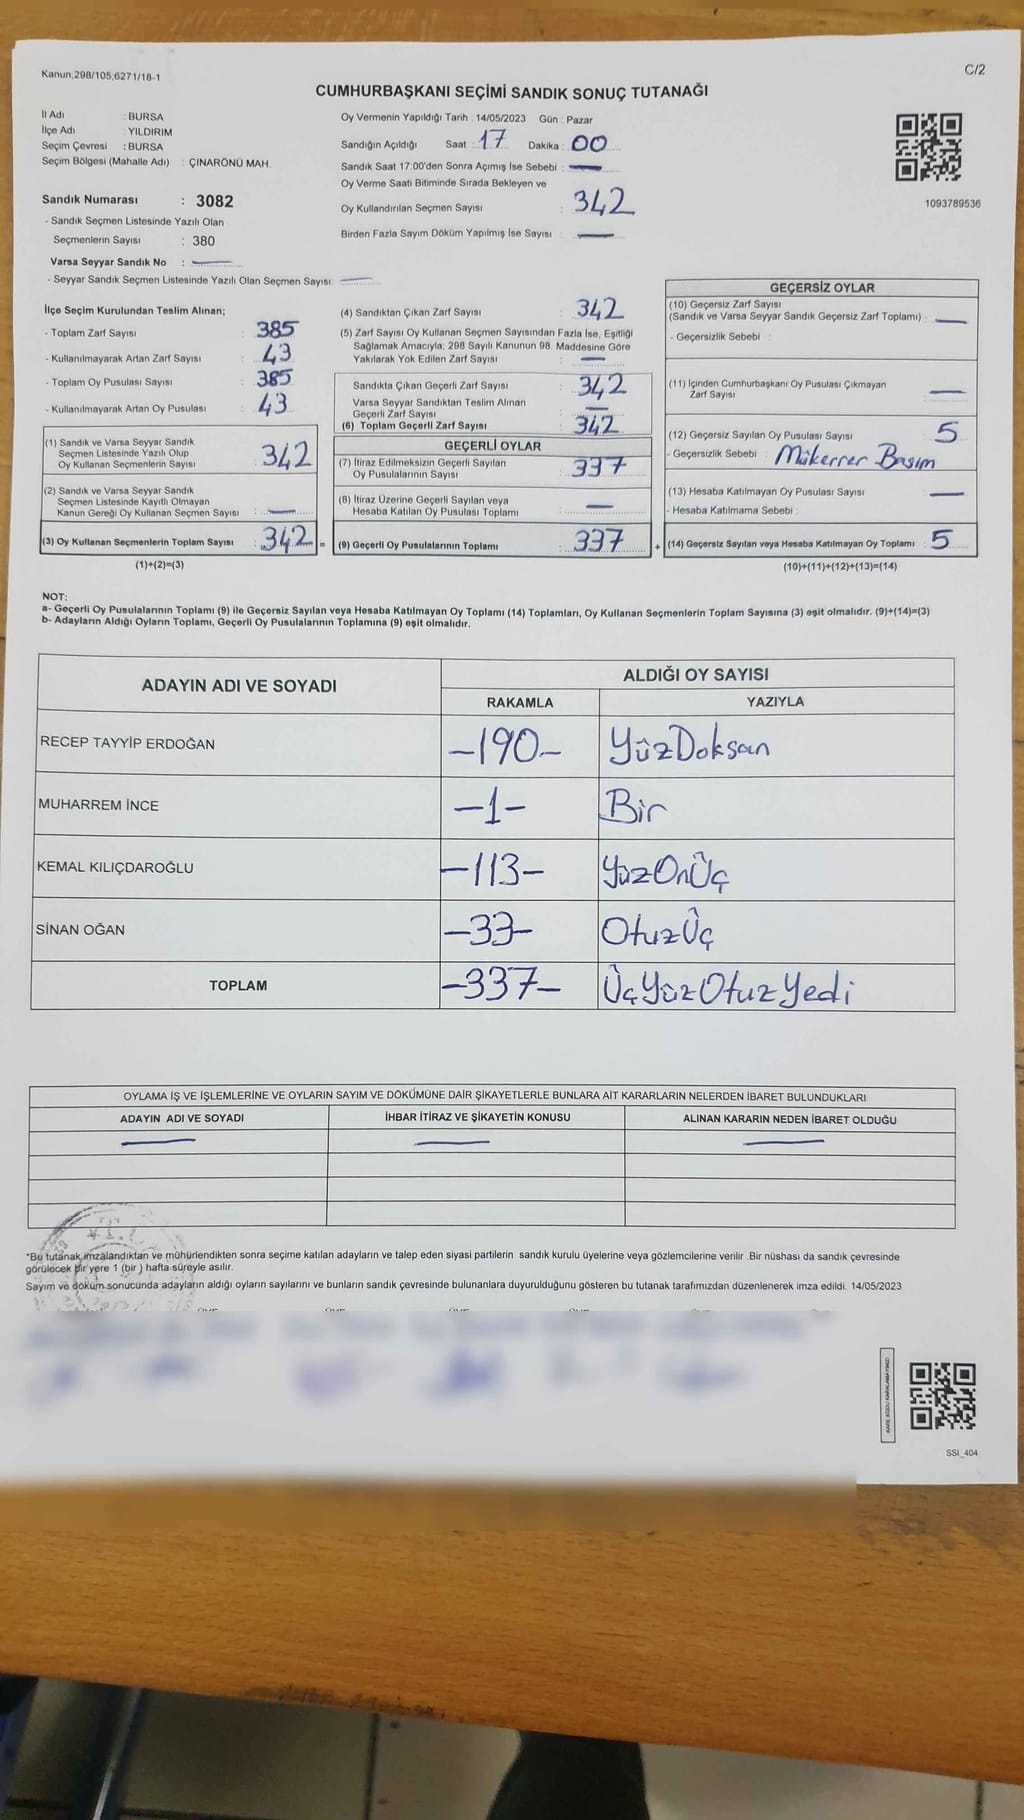 Kanun;298/105;6271/18-1
C/2
CUMHURBAŞKANI SEÇİMİ SANDIK SONUÇ TUTANAĞI
İl Adı : BURSA
İlçe Adı : YILDIRIM
Seçim Çevresi : BURSA
Seçim Bölgesi (Mahalle Adı) : ÇINARÖNÜ MAH.
Sandık Numarası : 3082
- Sandık Seçmen Listesinde Yazılı Olan
Seçmenlerin Sayısı : 380
Varsa Seyyar Sandık No :
- Seyyar Sandık Seçmen Listesinde Yazılı Olan Seçmen Sayısı:
Oy Vermenin Yapıldığı Tarih : 14/05/2023 Gün : Pazar
Sandığın Açıldığı Saat : 17 Dakika : 00
Sandık Saat 17:00'den Sonra Açımış İse Sebebi :
Oy Verme Saati Bitiminde Sırada Bekleyen ve
Oy Kullandırılan Seçmen Sayısı : 342
Birden Fazla Sayım Döküm Yapılmış İse Sayısı :
1093789536
İlçe Seçim Kurulundan Teslim Alınan;
- Toplam Zarf Sayısı : 385
- Kullanılmayarak Artan Zarf Sayısı : 43
- Toplam Oy Pusulası Sayısı : 385
- Kullanılmayarak Artan Oy Pusulası : 43
(1) Sandık ve Varsa Seyyar Sandık
Seçmen Listesinde Yazılı Olup
Oy Kullanan Seçmenlerin Sayısı : 342
(2) Sandık ve Varsa Seyyar Sandık
Seçmen Listesinde Kayıtlı Olmayan
Kanun Gereği Oy Kullanan Seçmen Sayısı :
(3) Oy Kullanan Seçmenlerin Toplam Sayısı : 342 =
(1)+(2)=(3)
(4) Sandıktan Çıkan Zarf Sayısı : 342
(5) Zarf Sayısı Oy Kullanan Seçmen Sayısından Fazla İse, Eşitliği
Sağlamak Amacıyla; 298 Sayılı Kanunun 98. Maddesine Göre
Yakılarak Yok Edilen Zarf Sayısı :
Sandıkta Çıkan Geçerli Zarf Sayısı : 342
Varsa Seyyar Sandıktan Teslim Alınan
Geçerli Zarf Sayısı
(6) Toplam Geçerli Zarf Sayısı : 342
GEÇERLİ OYLAR
(7) İtiraz Edilmeksizin Geçerli Sayılan
Oy Pusulalarının Sayısı : 337
(8) İtiraz Üzerine Geçerli Sayılan veya
Hesaba Katılan Oy Pusulası Toplamı :
(9) Geçerli Oy Pusulalarının Toplamı : 337 +
GEÇERSİZ OYLAR
(10) Geçersiz Zarf Sayısı
(Sandık ve Varsa Seyyar Sandık Geçersiz Zarf Toplamı) :
- Geçersizlik Sebebi :
(11) İçinden Cumhurbaşkanı Oy Pusulası Çıkmayan
Zarf Sayısı
(12) Geçersiz Sayılan Oy Pusulası Sayısı : 5
- Geçersizlik Sebebi : Mükerrer Basım
(13) Hesaba Katılmayan Oy Pusulası Sayısı :
- Hesaba Katılmama Sebebi :
(14) Geçersiz Sayılan veya Hesaba Katılmayan Oy Toplamı : 5
(10)+(11)+(12)+(13)=(14)
NOT:
a- Geçerli Oy Pusulalarının Toplamı (9) ile Geçersiz Sayılan veya Hesaba Katılmayan Oy Toplamı (14) Toplamları, Oy Kullanan Seçmenlerin Toplam Sayısına (3) eşit olmalıdır. (9)+(14)=(3)
b- Adayların Aldığı Oyların Toplamı, Geçerli Oy Pusulalarının Toplamına (9) eşit olmalıdır.
ADAYIN ADI VE SOYADI ALDIĞI OY SAYISI
RAKAMLA YAZIYLA
RECEP TAYYİP ERDOĞAN -190- YüzDoksan
MUHARREM İNCE -1- Bir
KEMAL KILIÇDAROĞLU -113- YüzOnÜç
SİNAN OĞAN -33- OtuzÜç
TOPLAM -337- ÜçYüzOtuzYedi
OYLAMA İŞ VE İŞLEMLERİNE VE OYLARIN SAYIM VE DÖKÜMÜNE DAİR ŞİKAYETLERLE BUNLARA AİT KARARLARIN NELERDEN İBARET BULUNDUKLARI
ADAYIN ADI VE SOYADI İHBAR İTİRAZ VE ŞİKAYETİN KONUSU ALINAN KARARIN NEDEN İBARET OLDUĞU
*Bu tutanak imzalandıktan ve mühürlendikten sonra seçime katılan adayların ve talep eden siyasi partilerin sandık kurulu üyelerine veya gözlemcilerine verilir .Bir nüshası da sandık çevresinde
görülecek bir yere 1 (bir ) hafta süreyle asılır.
Sayım ve döküm sonucunda adayların aldığı oyların sayılarını ve bunların sandık çevresinde bulunanlara duyurulduğunu gösteren bu tutanak tarafımızdan düzenlenerek imza edildi. 14/05/2023
KARE KODU KARALAMAYINIZ!
SSI_404